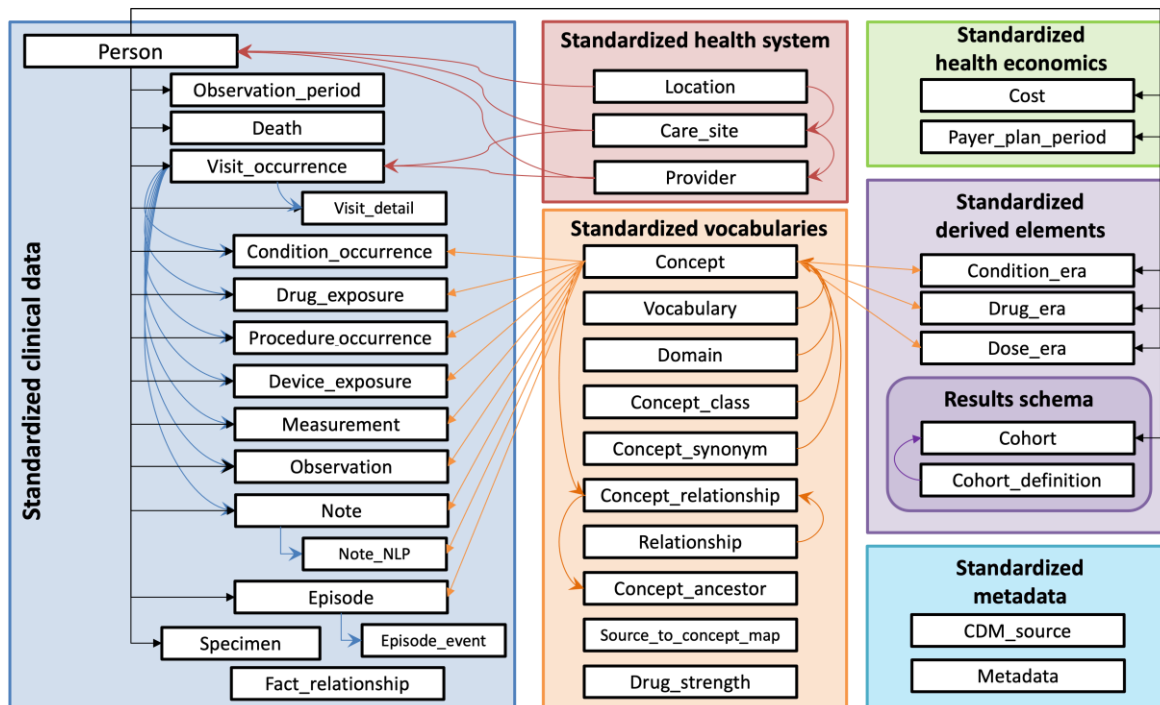 Standardized clinical data
Person
Observation_period
Death
Visit_occurrence
Visit_detail
Condition_occurrence
Drug_exposure
Procedure_occurrence
Device_exposure
Measurement
Observation
Note
Note_NLP
Episode
Specimen
Episode_event
Fact_relationship
Standardized health system
Location
Care_site
Provider
Standardized vocabularies
Concept
Vocabulary
Domain
Concept_class
Concept_synonym
Concept_relationship
Relationship
Concept_ancestor
Source_to_concept_map
Drug_strength
Standardized
health economics
Cost
Payer_plan_period
Standardized
derived elements
Condition_era
Drug_era
Dose_era
Results schema
Cohort
Cohort_definition
Standardized
metadata
CDM_source
Metadata